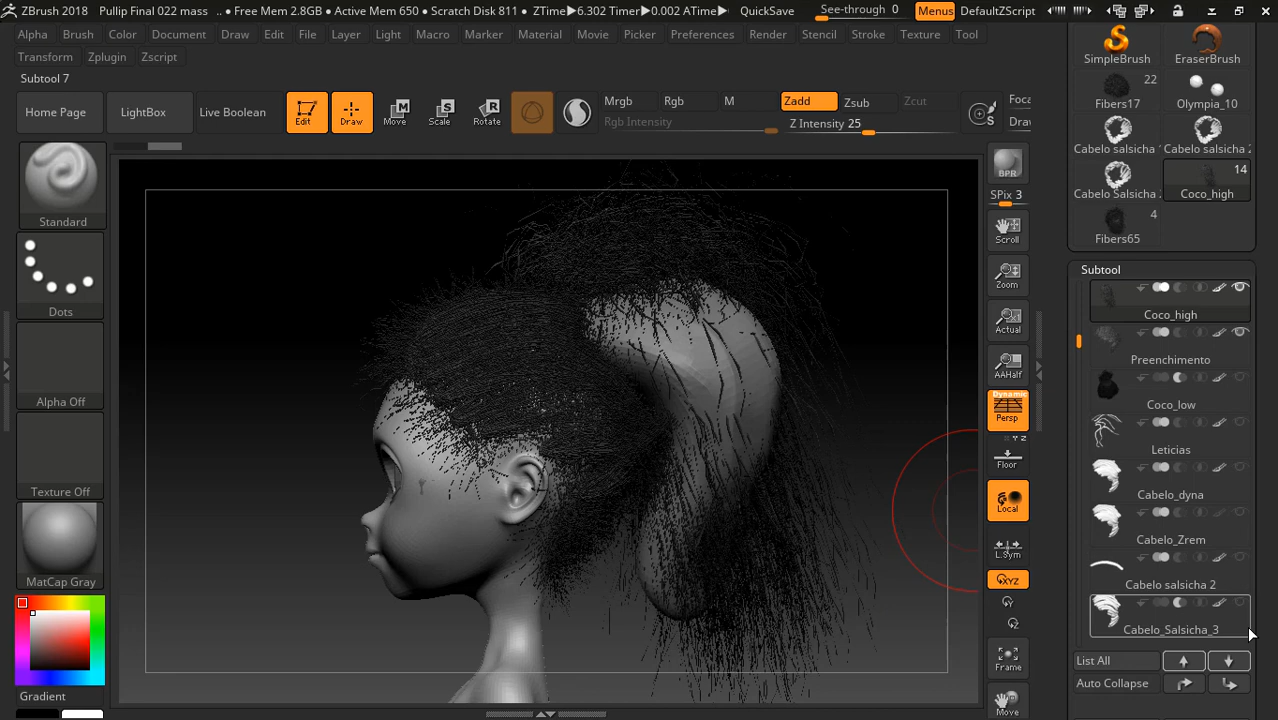 ZBrush 2018 Pullip Final 022 mass .. • Free Mem 2.8GB • Active Mem 650 • Scratch Disk 811 • ZTime▶6.302 Timer▶0.002 ATime▶ QuickSave See-through 0 Menus DefaultZScript
Alpha Brush Color Document Draw Edit File Layer Light Macro Marker Material Movie Picker Preferences Render Stencil Stroke Texture Tool
Transform Zplugin Zscript
Subtool 7
Home Page LightBox Live Boolean Edit Draw Move Scale Rotate
Mrgb Rgb M Zadd Zsub Zcut Foca
Rgb Intensity Z Intensity 25 Draw
Standard
Dots
Alpha Off
Texture Off
MatCap Gray
Gradient
BPR
SPix 3
Scroll
Zoom
Actual
AAHalf
Dynamic
Persp
Floor
Local
L.Sym
XYZ
Y
Z
Frame
Move
SimpleBrush EraserBrush
22
Fibers17 Olympia_10
Cabelo salsicha Cabelo salsicha 2
14
Cabelo Salsicha Coco_high
4
Fibers65
Subtool
Coco_high
Preenchimento
Coco_low
Leticias
Cabelo_dyna
Cabelo_Zrem
Cabelo salsicha 2
Cabelo_Salsicha_3
List All
Auto Collapse